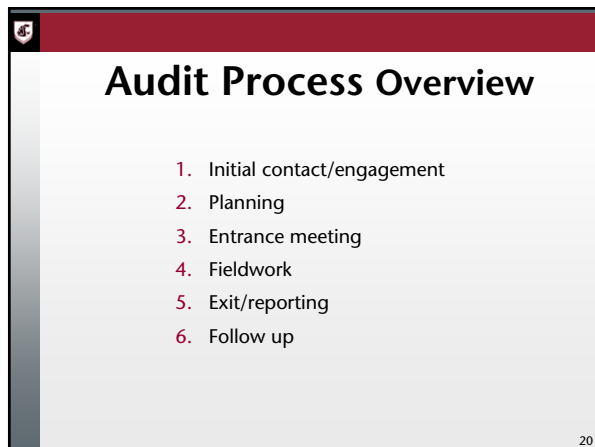 Audit Process Overview
1. Initial contact/engagement
2. Planning
3. Entrance meeting
4. Fieldwork
5. Exit/reporting
6. Follow up
20